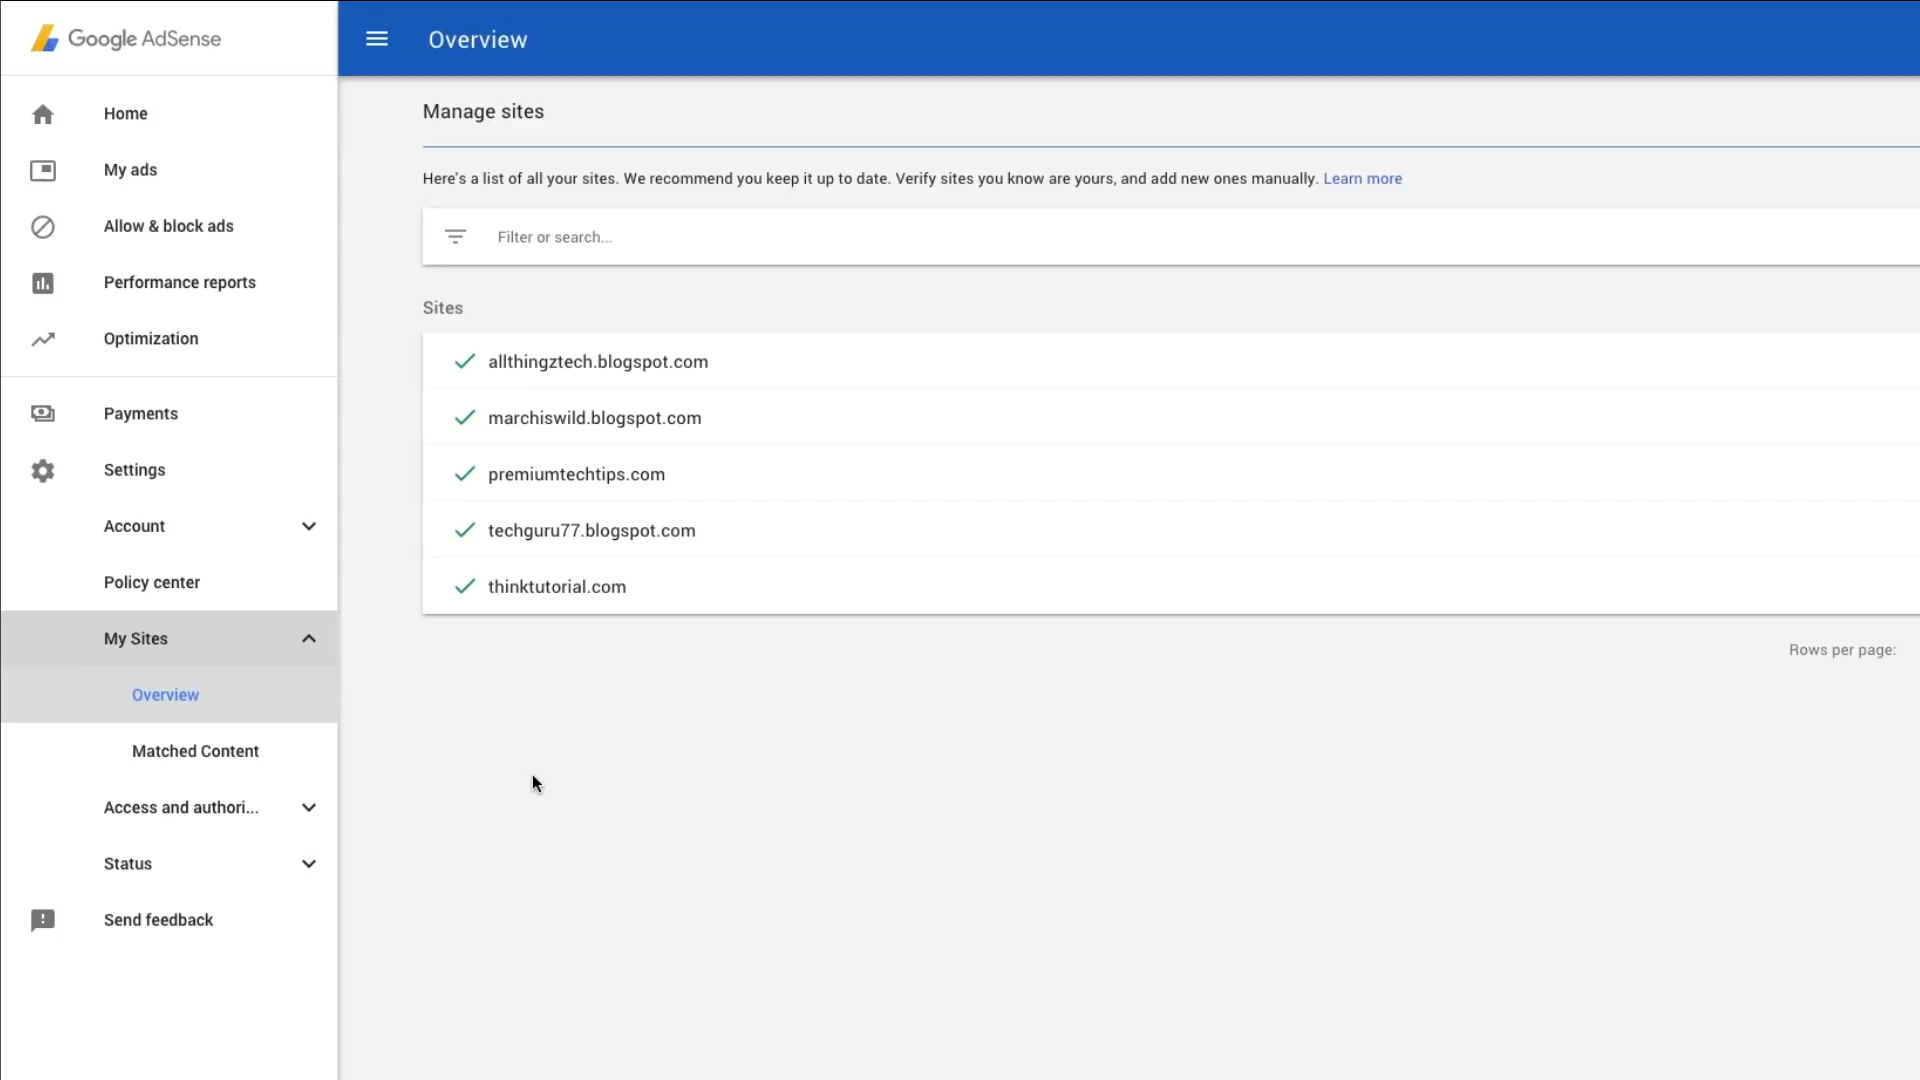 Google AdSense
Overview
Home
My ads
Allow & block ads
Performance reports
Optimization
Payments
Settings
Account
Policy center
My Sites
Overview
Matched Content
Access and authori...
Status
Send feedback
Manage sites
Here's a list of all your sites. We recommend you keep it up to date. Verify sites you know are yours, and add new ones manually. Learn more
Filter or search...
Sites
allthingztech.blogspot.com
marchiswild.blogspot.com
premiumtechtips.com
techguru77.blogspot.com
thinktutorial.com
Rows per page: